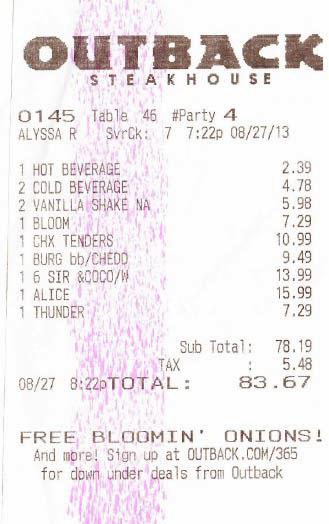 OUTBACK
STEAKHOUSE
0145 Table 46 #Party 4
ALYSSA R SvrCk: 7 7:22p 08/27/13
1 HOT BEVERAGE 2.39
2 COLD BEVERAGE 4.78
2 VANILLA SHAKE NA 5.98
1 BLOOM 7.29
1 CHX TENDERS 10.99
1 BURG bb/CHEDD 9.49
1 6 SIR &COCO/W 13.99
1 ALICE 15.99
1 THUNDER 7.29
Sub Total: 78.19
TAX : 5.48
08/27 8:22pTOTAL: 83.67
FREE BLOOMIN' ONIONS!
And more! Sign up at OUTBACK.COM/365
for down under deals from Outback